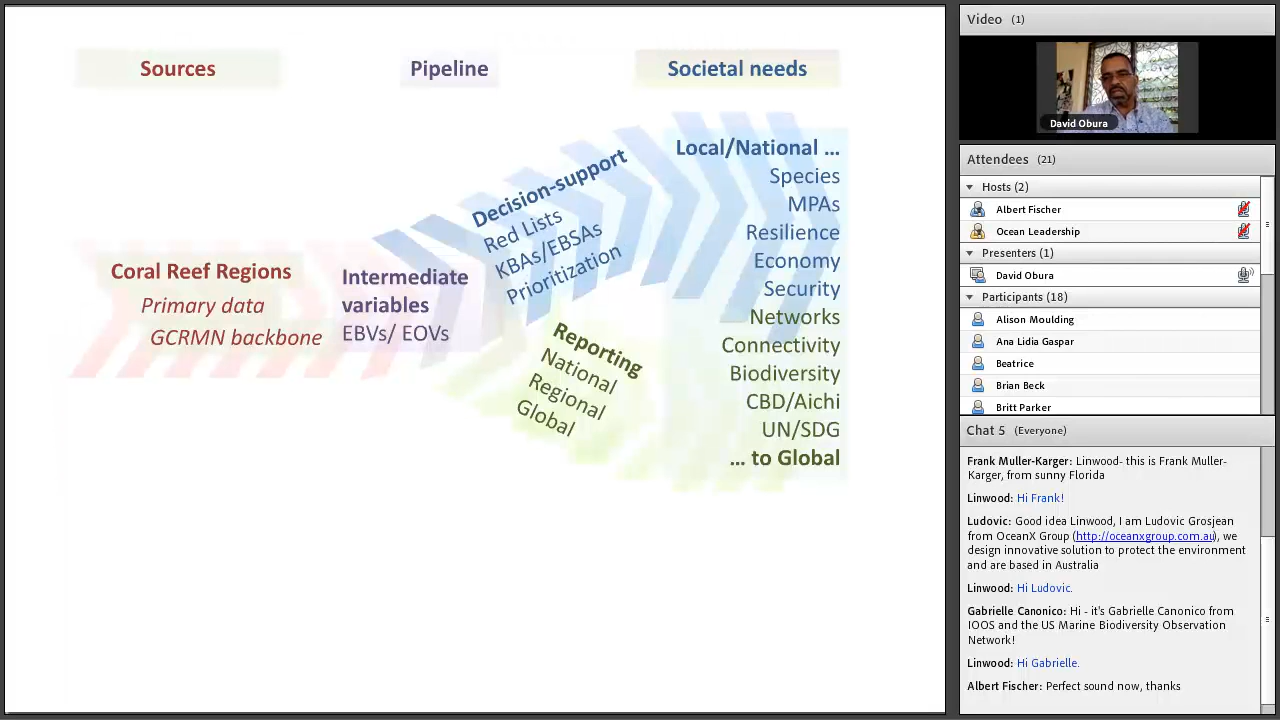 Sources
Pipeline
Societal needs
Coral Reef Regions
Primary data
GCRMN backbone
Intermediate
variables
EBVs/ EOVs
Decision-support
Red Lists
KBAs/EBSAs
Prioritization
Reporting
National
Regional
Global
Local/National ...
Species
MPAs
Resilience
Economy
Security
Networks
Connectivity
Biodiversity
CBD/Aichi
UN/SDG
... to Global
Video (1)
David Obura
Attendees (21)
Hosts (2)
Albert Fischer
Ocean Leadership
Presenters (1)
David Obura
Participants (18)
Alison Moulding
Ana Lidia Gaspar
Beatrice
Brian Beck
Britt Parker
Chat 5 (Everyone)
Frank Muller-Karger: Linwood- this is Frank Muller-
Karger, from sunny Florida
Linwood: Hi Frank!
Ludovic: Good idea Linwood, I am Ludovic Grosjean
from OceanX Group (http://oceanxgroup.com.au), we
design innovative solution to protect the environment
and are based in Australia
Linwood: Hi Ludovic.
Gabrielle Canonico: Hi - it's Gabrielle Canonico from
IOOS and the US Marine Biodiversity Observation
Network!
Linwood: Hi Gabrielle.
Albert Fischer: Perfect sound now, thanks